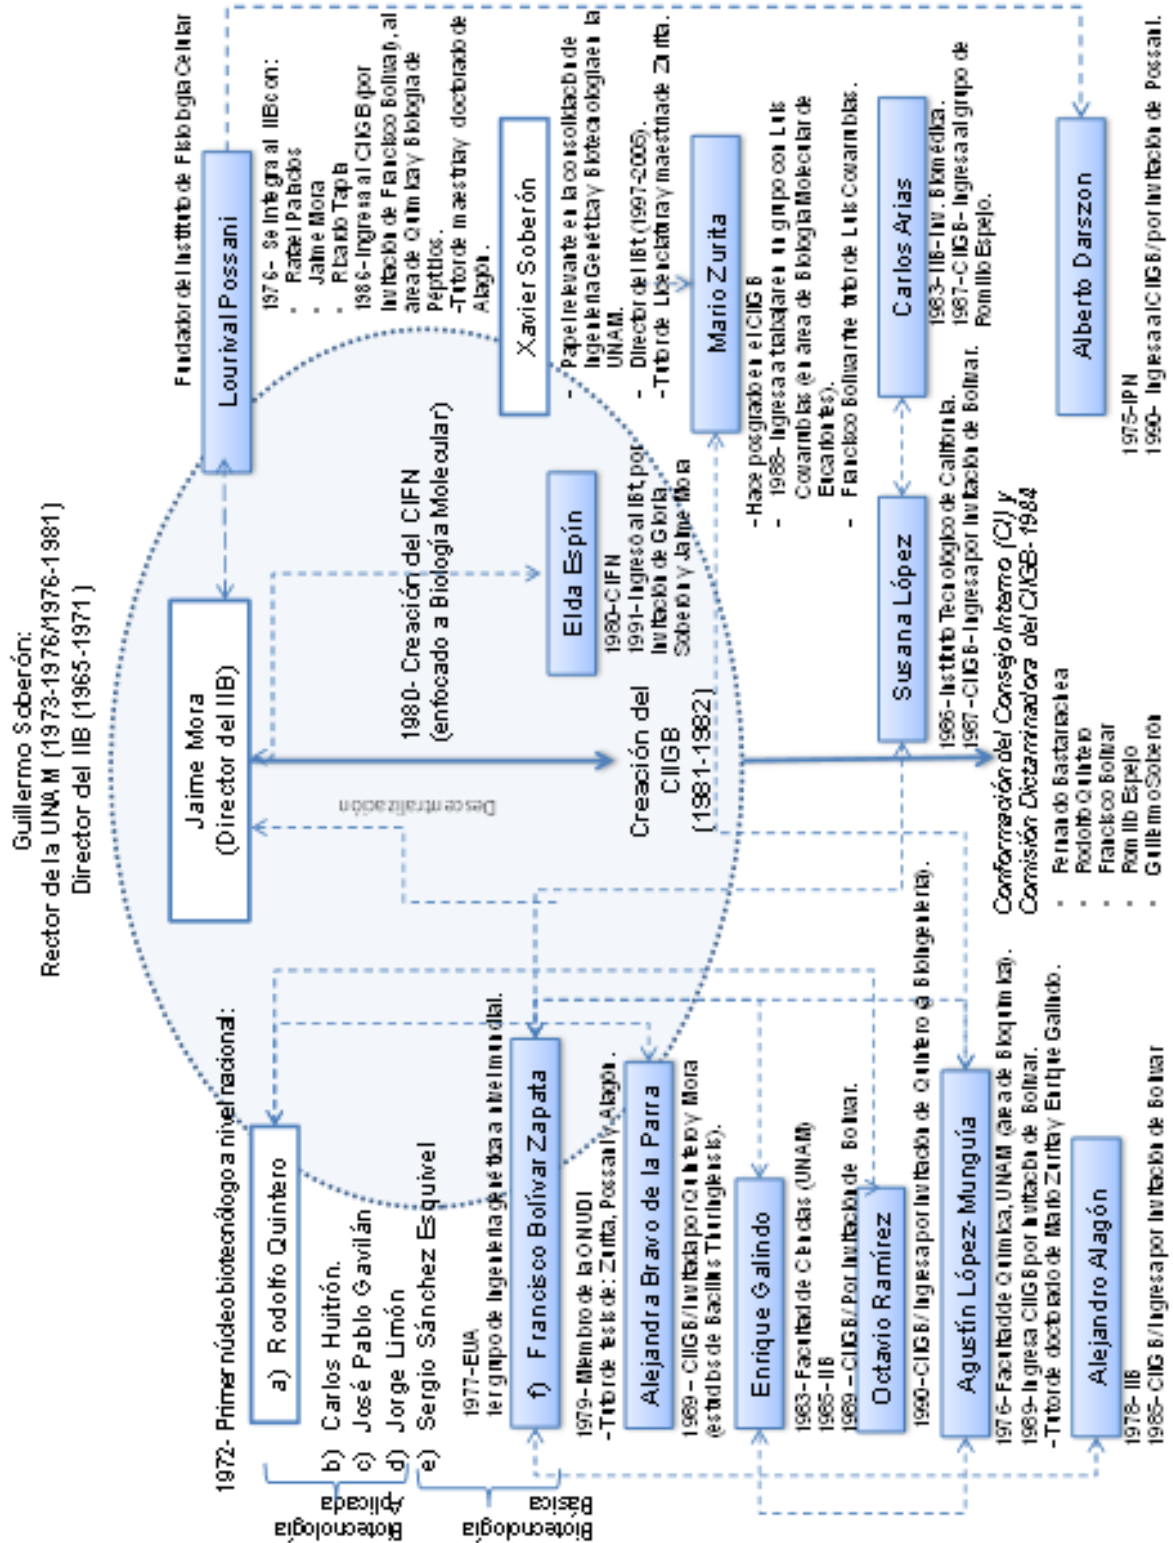 Guillermo Soberón:
Rector de la UNAM (1973-1976/1976-1981)
Director del IIB (1965-1971)
1972- Primer núcleo biotecnólogo a nivel nacional:
a) Rodolfo Quintero
b) Carlos Huitrón.
c) José Pablo Gavilán
d) Jorge Limón
e) Sergio Sánchez Esquivel
Biotecnología
Aplicada
Biotecnología
Básica
1977-EUA
1er grupo de Ingeniería genética a nivel mundial.
f) Francisco Bolívar Zapata
1979- Miembro de la ONUDI
- Tutor de tesis de: Zurita, Possani y Alagón.
Alejandra Bravo de la Parra
1989 – CIIGB/ Invitada por Quintero y Mora
(estudios de Bacillus Thuringiensis).
Enrique Galindo
1983- Facultad de Ciencias (UNAM)
1985- IIB
1989 – CIIGB/ Por Invitación de Bolívar.
Octavio Ramírez
1990-CIIGB/ Ingresa por Invitación de Quintero (a Bioingeniería).
Agustín López-Munguía
1976- Facultad de Química, UNAM (área de Bioquímica).
1989- Ingresa CIIGB por Invitación de Bolívar.
- Tutor de doctorado de Mario Zurita y Enrique Galindo.
Alejandro Alagón
1978- IIB
1985- CIIGB/ Ingresa por Invitación de Bolívar
Jaime Mora
(Director del IIB)
Descentralización
1980- Creación del CIFN
(enfocado a Biología Molecular)
Elda Espín
1980- CIFN
1991- Ingresó al IBt, por
Invitación de Gloria
Soberón y Jaime Mora
Creación del
CIIGB
(1981-1982)
Fundador del Instituto de Fisiología Celular
Lourival Possani
1976 – Se integra al IIBcon:
- Rafael Palacios
- Jaime Mora
- Ricardo Tapia
1986 – Ingresa al CIIGB (por
Invitación de Francisco Bolívar), al
área de Química y Biología de
Péptidos.
-Tutor de maestría y doctorado de
Alagón.
Xavier Soberón
- Papel relevante en la consolidación de
Ingeniería Genética y Biotecnología en la
UNAM.
- Director del IBt (1997-2005).
- Tutor de Licenciatura y maestría de Zurita.
Mario Zurita
- Hace posgrado en el CIIGB
- 1988- Ingresa a trabajar en un grupo con Luis
Covarrubias (en área de Biología Molecular de
Eucariontes).
- Francisco Bolívar fue tutor de Luis Covarrubias.
Susana López
1986- Instituto Tecnológico de California.
1987 -CIIGB- Ingresa por Invitación de Bolívar.
Carlos Arias
1983- IIB – Inv. Biomédica.
1987- CIIGB- Ingresa al grupo de
Romilio Espejo.
Conformación del Consejo Interno (CI) y
Comisión Dictaminadora del CIIGB- 1984
- Fernando Bastarrachea
- Rodolfo Quintero
- Francisco Bolívar
- Romilio Espejo
- Guillermo Soberón
Alberto Darszon
1975- IPN
1990- Ingresa al CIIGB/ por Invitación de Possani.